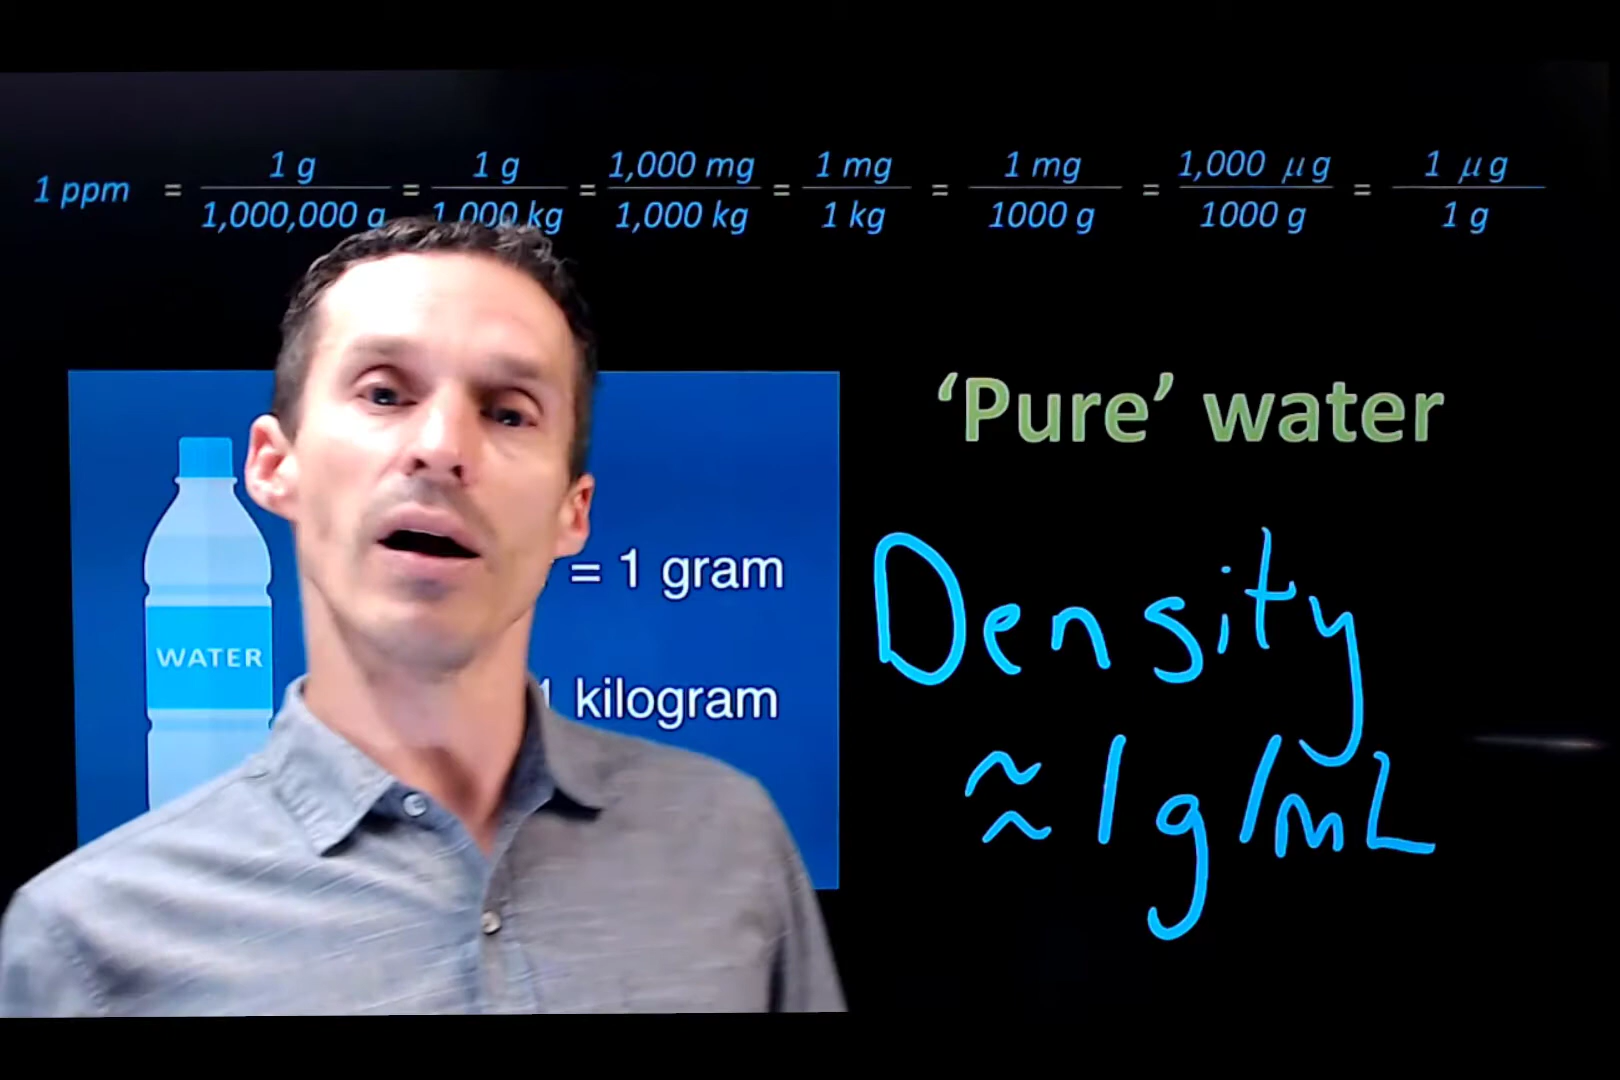 1 ppm = 1 g / 1,000,000 g = 1 g / 1,000 kg = 1,000 mg / 1,000 kg = 1 mg / 1 kg = 1 mg / 1000 g = 1,000 μg / 1000 g = 1 μg / 1 g
'Pure' water
= 1 gram
1 kilogram
WATER
Density
≈ 1 g/mL